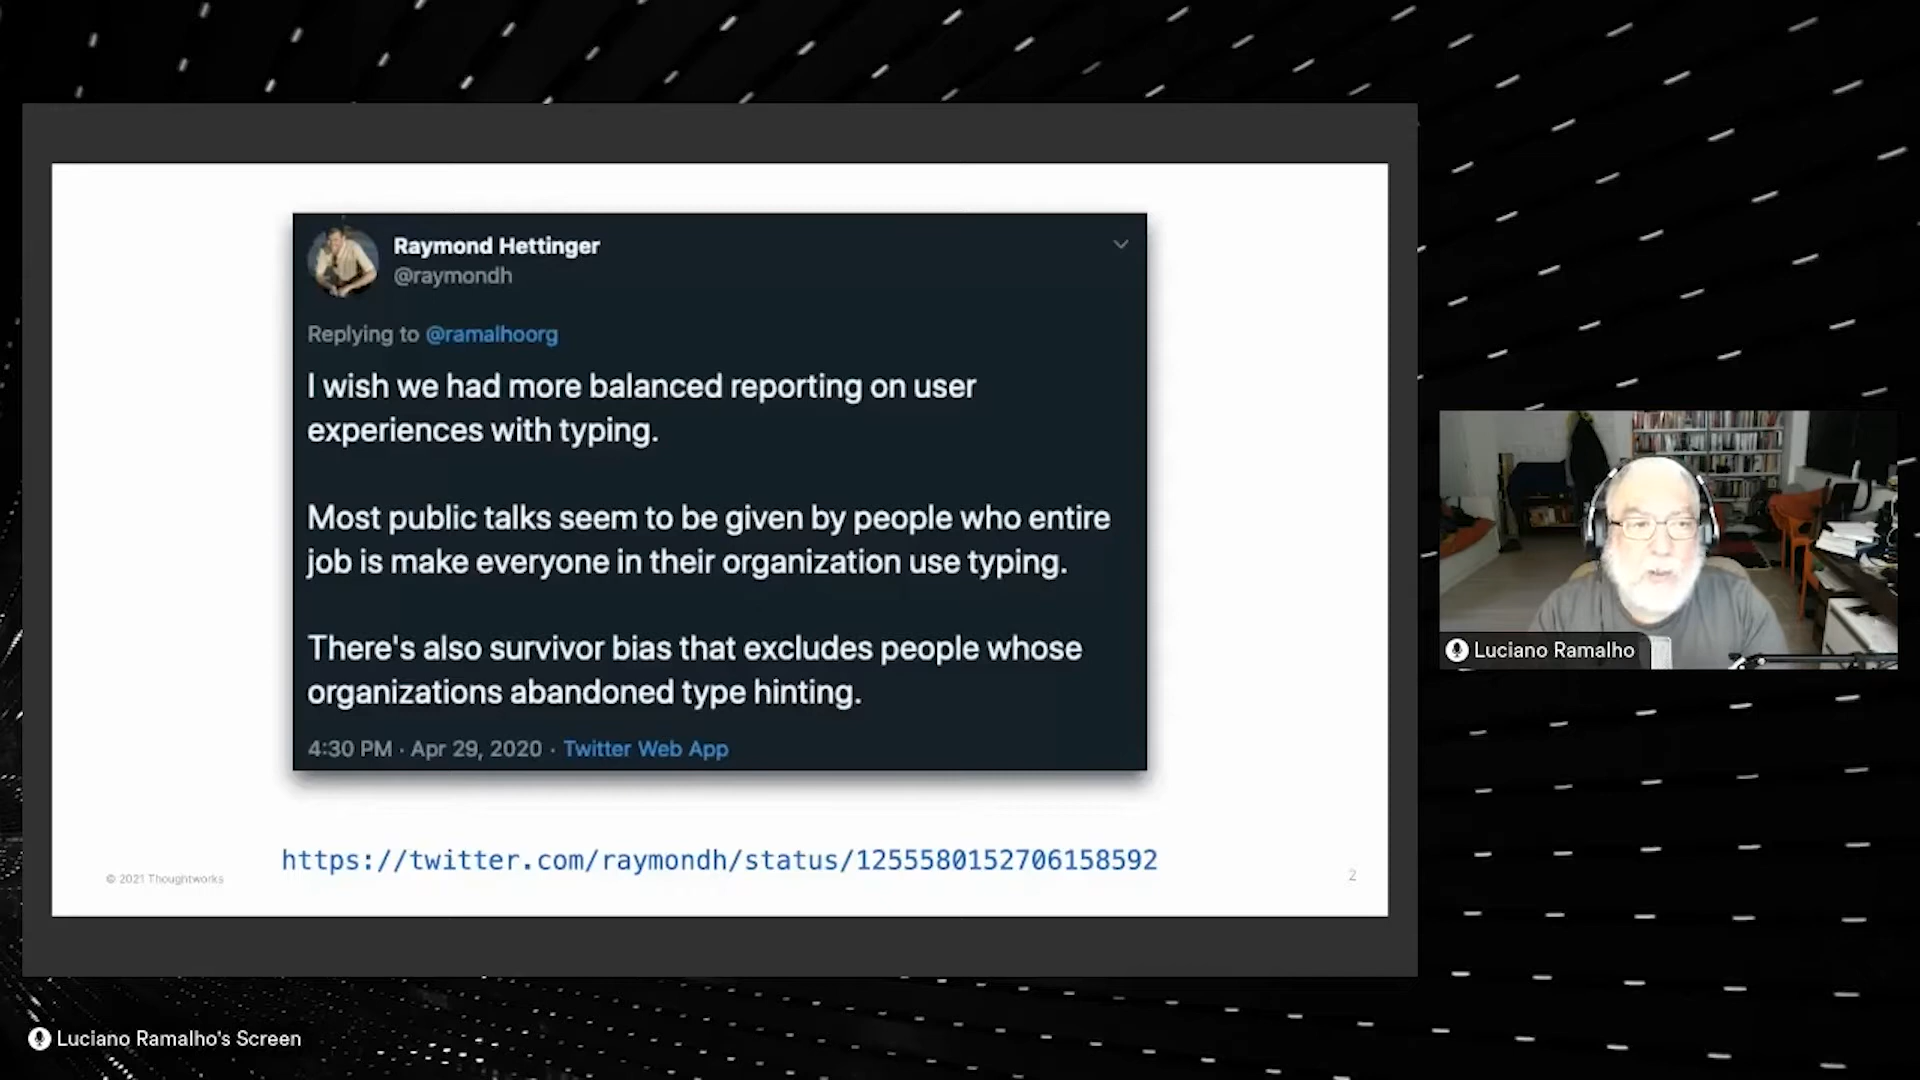 Raymond Hettinger
@raymondh
Replying to @ramalhoorg
I wish we had more balanced reporting on user
experiences with typing.
Most public talks seem to be given by people who entire
job is make everyone in their organization use typing.
There's also survivor bias that excludes people whose
organizations abandoned type hinting.
4:30 PM · Apr 29, 2020 · Twitter Web App
https://twitter.com/raymondh/status/1255580152706158592
© 2021 Thoughtworks
2
Luciano Ramalho
Luciano Ramalho's Screen